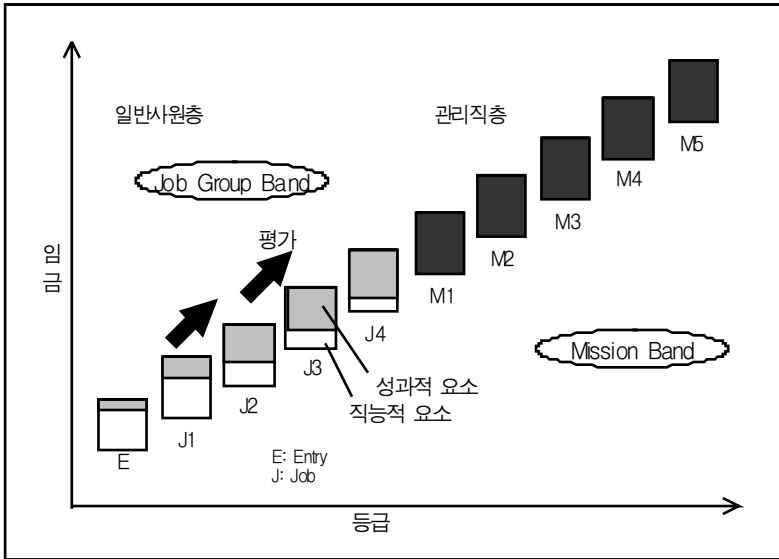 일반사원층
관리직층
Job Group Band
평가
임금
M5
M4
M3
M2
M1
J4
J3
J2
J1
E
Mission Band
성과적 요소
직능적 요소
E: Entry
J: Job
등급